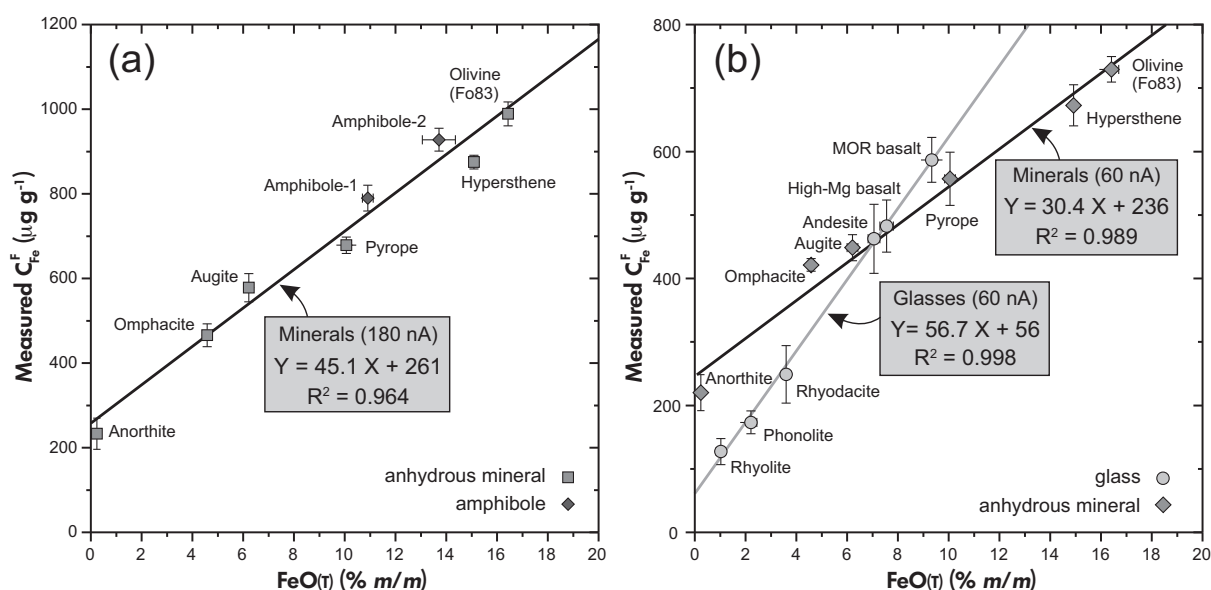 (a)
Measured C^F_Fe (μg g⁻¹)
1200
1000
800
600
400
200
0
Olivine
(Fo83)
Amphibole-2
Amphibole-1
Hypersthene
Pyrope
Augite
Omphacite
Anorthite
Minerals (180 nA)
Y = 45.1 X + 261
R² = 0.964
anhydrous mineral
amphibole
0 2 4 6 8 10 12 14 16 18 20
FeO(T) (% m/m)
(b)
Measured C^F_Fe (μg g⁻¹)
800
600
400
200
0
Olivine
(Fo83)
Hypersthene
MOR basalt
High-Mg basalt
Andesite
Augite
Pyrope
Omphacite
Minerals (60 nA)
Y = 30.4 X + 236
R² = 0.989
Glasses (60 nA)
Y= 56.7 X + 56
R² = 0.998
Anorthite
Rhyodacite
Phonolite
Rhyolite
glass
anhydrous mineral
0 2 4 6 8 10 12 14 16 18 20
FeO(T) (% m/m)